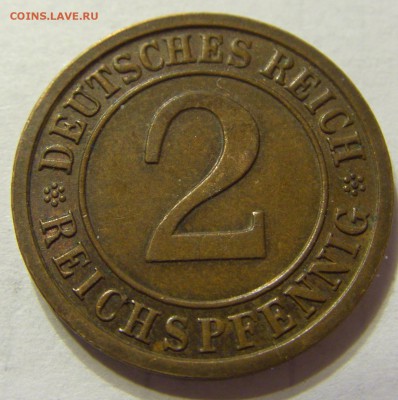 COINS.LAVE.RU
DEUTSCHES REICH
2
REICHSPFENNIG